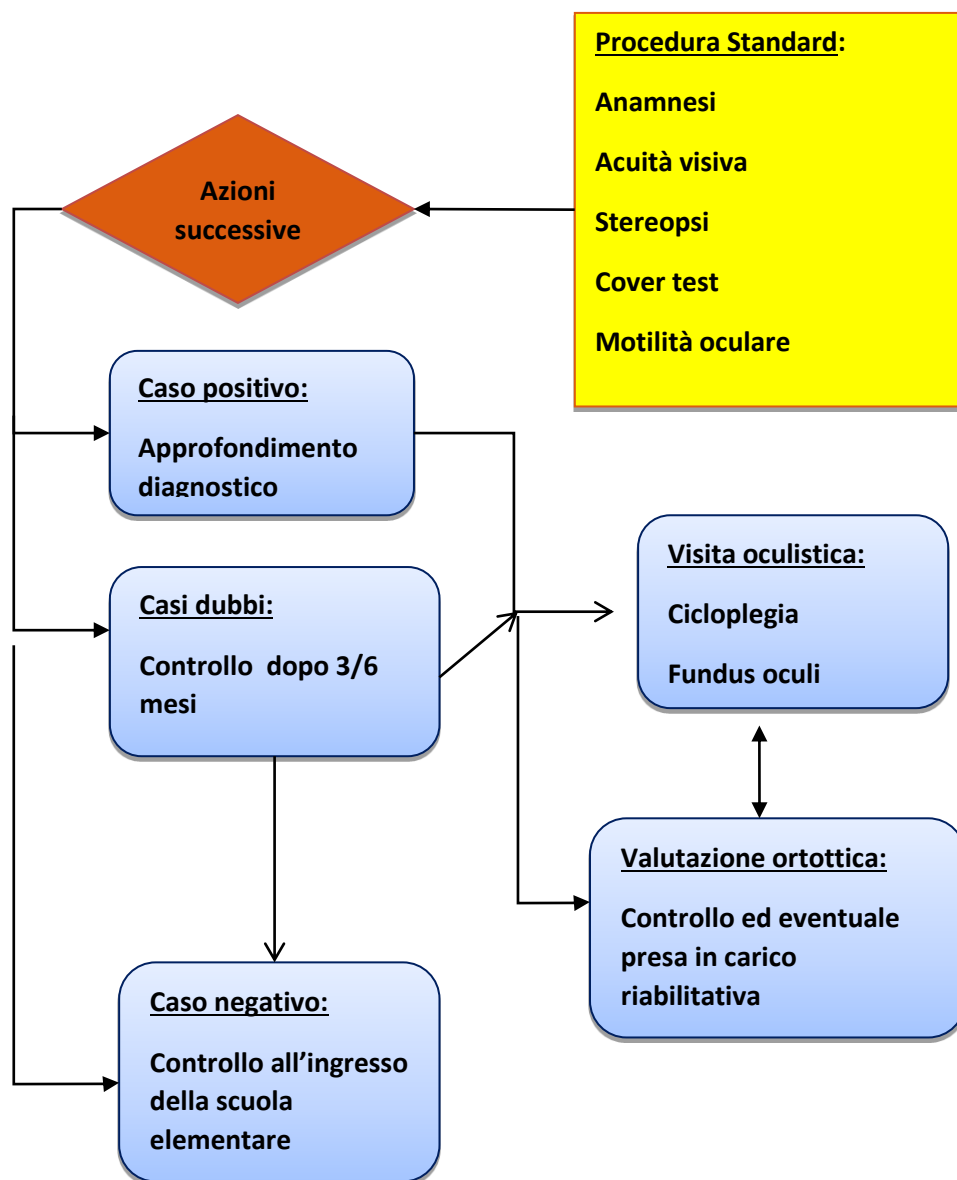 Procedura Standard:
Anamnesi
Acuità visiva
Stereopsi
Cover test
Motilità oculare
Azioni
successive
Caso positivo:
Approfondimento
diagnostico
Casi dubbi:
Controllo dopo 3/6
mesi
Visita oculistica:
Cicloplegia
Fundus oculi
Valutazione ortottica:
Controllo ed eventuale
presa in carico
riabilitativa
Caso negativo:
Controllo all'ingresso
della scuola
elementare